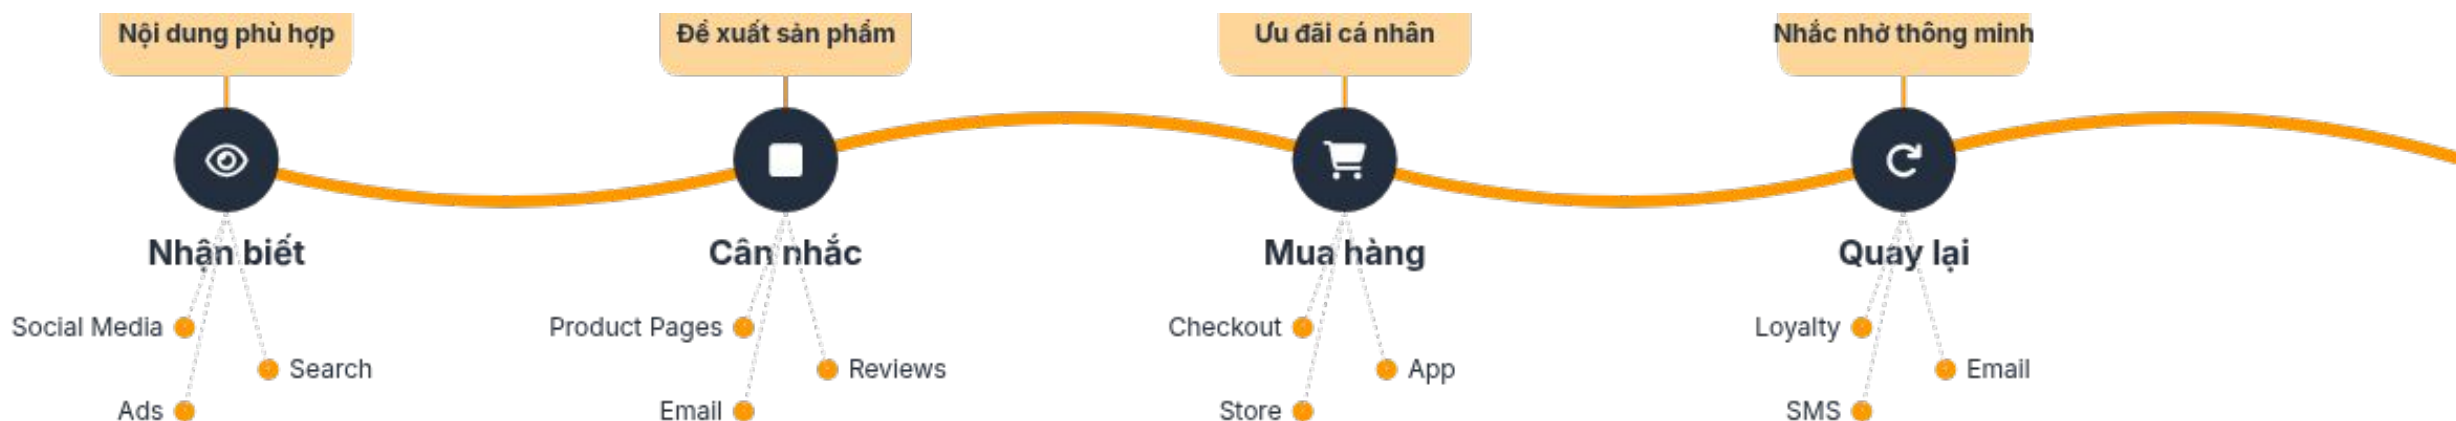 Nội dung phù hợp
Đề xuất sản phẩm
Ưu đãi cá nhân
Nhắc nhở thông minh
Nhận biết
Cân nhắc
Mua hàng
Quay lại
Social Media
Product Pages
Checkout
Loyalty
Search
Reviews
App
Email
Ads
Email
Store
SMS